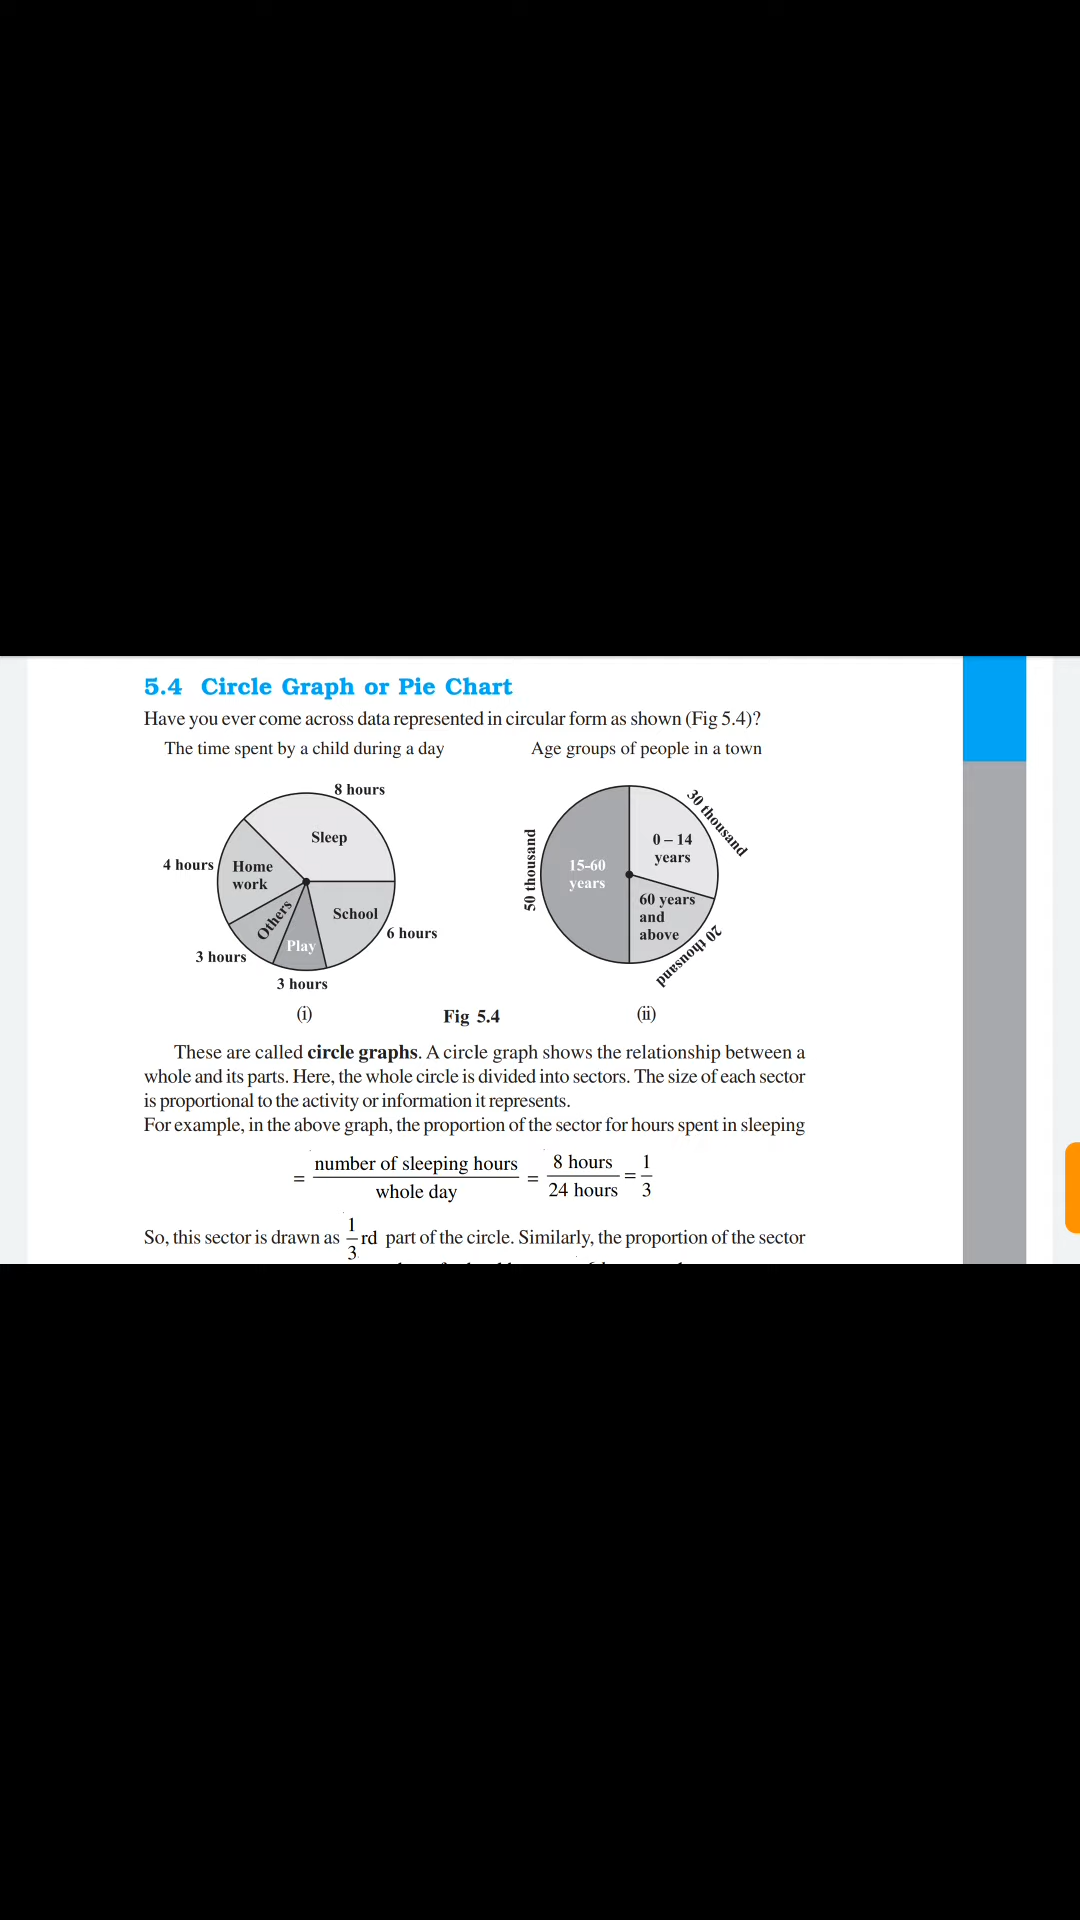 5.4 Circle Graph or Pie Chart
Have you ever come across data represented in circular form as shown (Fig 5.4)?
The time spent by a child during a day
Age groups of people in a town
8 hours
Sleep
4 hours
Home
work
School
6 hours
Others
Play
3 hours
3 hours
(i)
30 thousand
0 – 14
years
50 thousand
15-60
years
60 years
and
above
20 thousand
(ii)
Fig 5.4
These are called circle graphs. A circle graph shows the relationship between a
whole and its parts. Here, the whole circle is divided into sectors. The size of each sector
is proportional to the activity or information it represents.
For example, in the above graph, the proportion of the sector for hours spent in sleeping
= number of sleeping hours / whole day = 8 hours / 24 hours = 1/3
So, this sector is drawn as 1/3 rd part of the circle. Similarly, the proportion of the sector